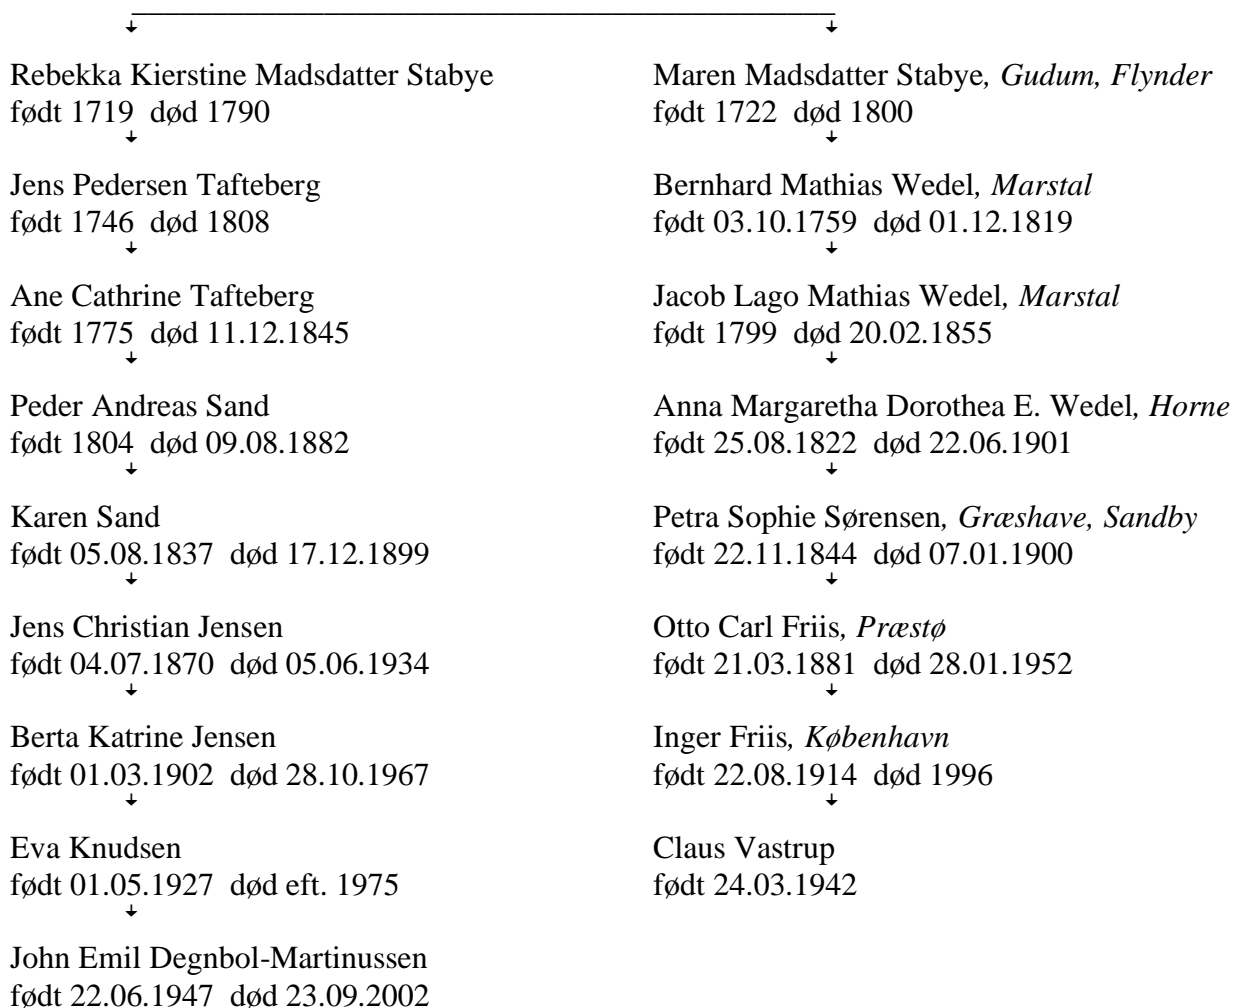 Rebekka Kierstine Madsdatter Stabye
født 1719 død 1790
Jens Pedersen Tafteberg
født 1746 død 1808
Ane Cathrine Tafteberg
født 1775 død 11.12.1845
Peder Andreas Sand
født 1804 død 09.08.1882
Karen Sand
født 05.08.1837 død 17.12.1899
Jens Christian Jensen
født 04.07.1870 død 05.06.1934
Berta Katrine Jensen
født 01.03.1902 død 28.10.1967
Eva Knudsen
født 01.05.1927 død eft. 1975
John Emil Degnbol-Martinussen
født 22.06.1947 død 23.09.2002
Maren Madsdatter Stabye, Gudum, Flynder
født 1722 død 1800
Bernhard Mathias Wedel, Marstal
født 03.10.1759 død 01.12.1819
Jacob Lago Mathias Wedel, Marstal
født 1799 død 20.02.1855
Anna Margaretha Dorothea E. Wedel, Horne
født 25.08.1822 død 22.06.1901
Petra Sophie Sørensen, Græshave, Sandby
født 22.11.1844 død 07.01.1900
Otto Carl Friis, Præstø
født 21.03.1881 død 28.01.1952
Inger Friis, København
født 22.08.1914 død 1996
Claus Vastrup
født 24.03.1942